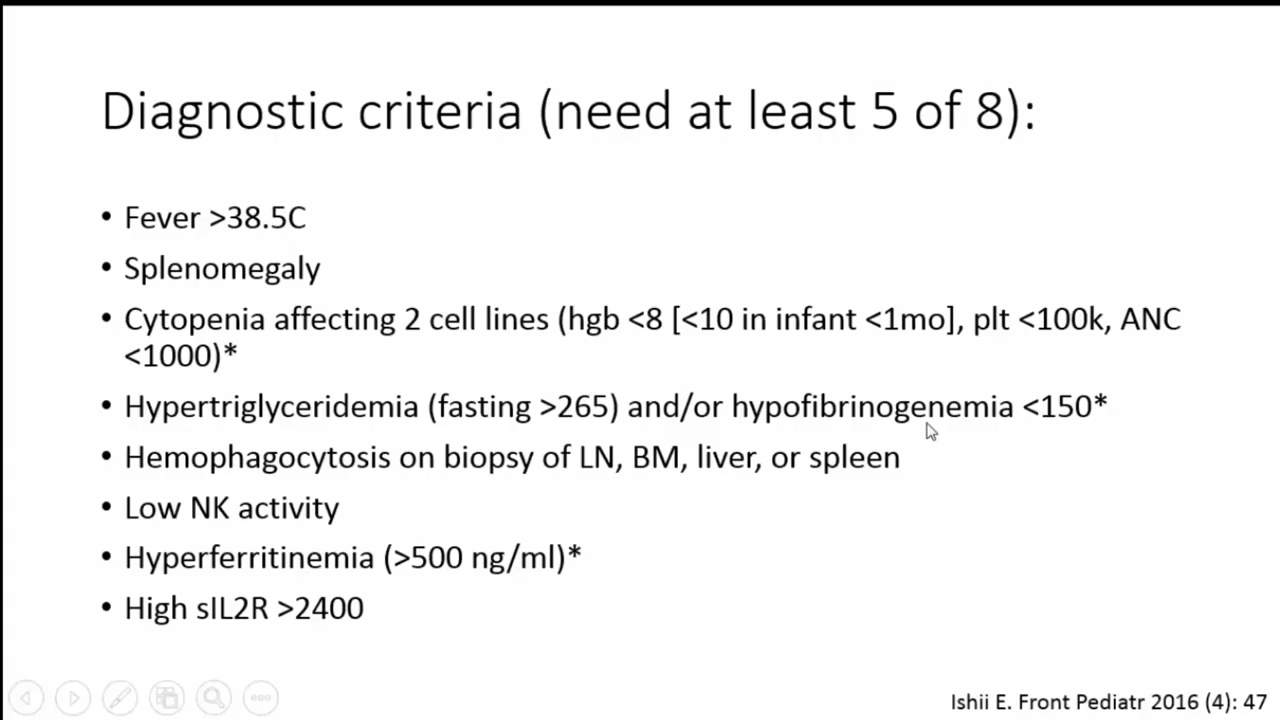 Diagnostic criteria (need at least 5 of 8):
• Fever >38.5C
• Splenomegaly
• Cytopenia affecting 2 cell lines (hgb <8 [<10 in infant <1mo], plt <100k, ANC
<1000)*
• Hypertriglyceridemia (fasting >265) and/or hypofibrinogenemia <150*
• Hemophagocytosis on biopsy of LN, BM, liver, or spleen
• Low NK activity
• Hyperferritinemia (>500 ng/ml)*
• High sIL2R >2400
Ishii E. Front Pediatr 2016 (4): 47